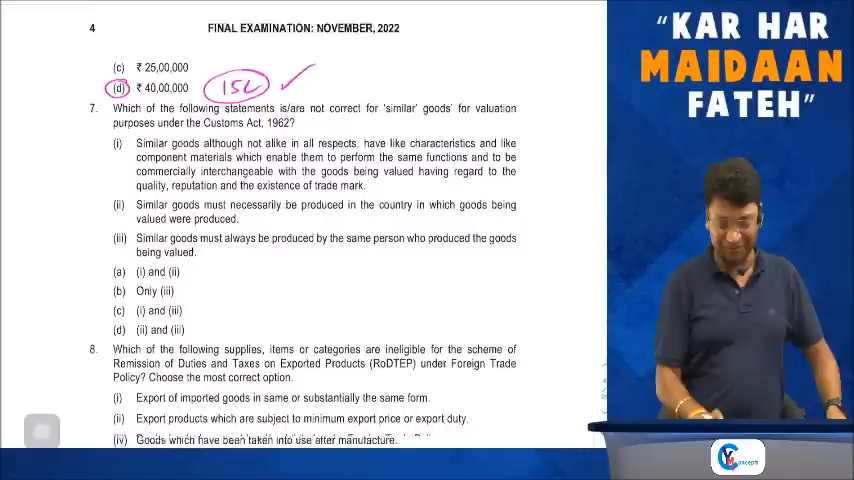 4 FINAL EXAMINATION: NOVEMBER, 2022
(c) ₹ 25,00,000
(d) ₹ 40,00,000 15L
7. Which of the following statements is/are not correct for 'similar' goods' for valuation
purposes under the Customs Act, 1962?
(i) Similar goods although not alike in all respects, have like characteristics and like
component materials which enable them to perform the same functions and to be
commercially interchangeable with the goods being valued having regard to the
quality, reputation and the existence of trade mark.
(ii) Similar goods must necessarily be produced in the country in which goods being
valued were produced.
(iii) Similar goods must always be produced by the same person who produced the goods
being valued.
(a) (i) and (ii)
(b) Only (iii)
(c) (i) and (iii)
(d) (ii) and (iii)
8. Which of the following supplies, items or categories are ineligible for the scheme of
Remission of Duties and Taxes on Exported Products (RoDTEP) under Foreign Trade
Policy? Choose the most correct option.
(i) Export of imported goods in same or substantially the same form.
(ii) Export products which are subject to minimum export price or export duty.
(iv) Goods which have been taken into use after manufacture.
"KAR HAR
MAIDAAN
FATEH"